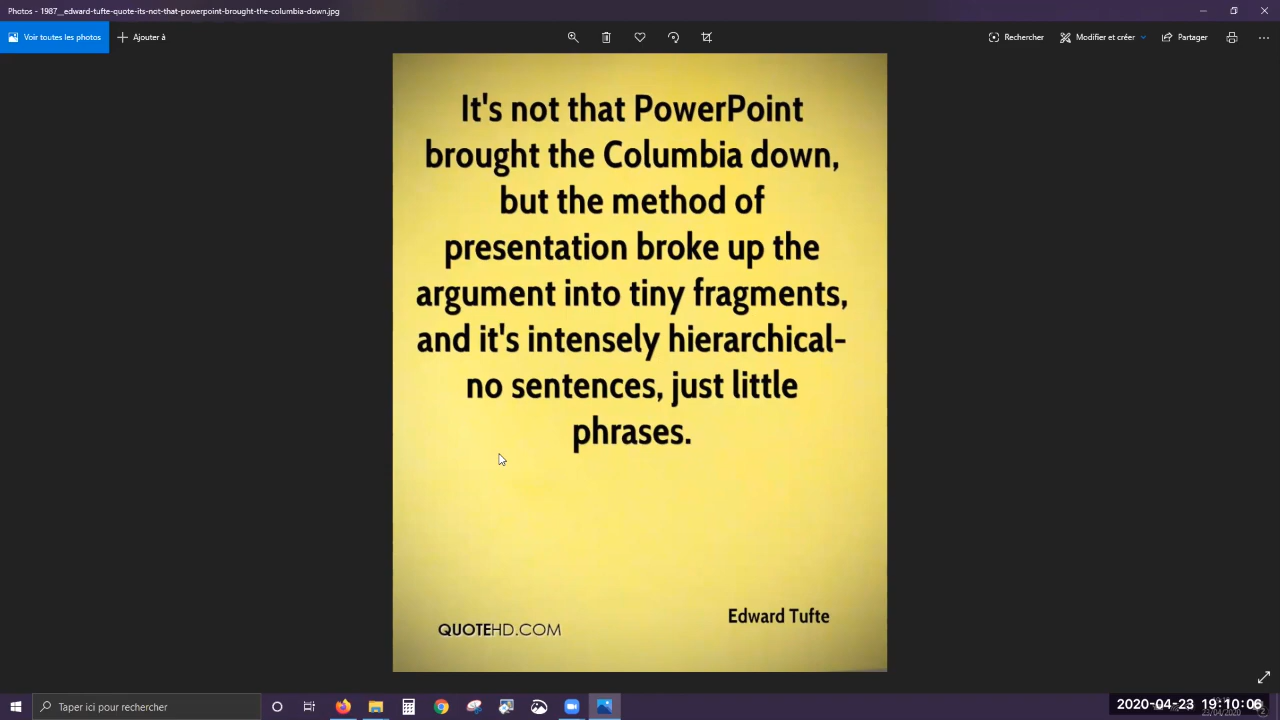 Photos - 1987__edward-tufte-quote-its-not-that-powerpoint-brought-the-columbia-down.jpg
Voir toutes les photos
Ajouter à
Rechercher
Modifier et créer
Partager
It's not that PowerPoint
brought the Columbia down,
but the method of
presentation broke up the
argument into tiny fragments,
and it's intensely hierarchical-
no sentences, just little
phrases.
Edward Tufte
QUOTEHD.COM
Taper ici pour rechercher
2020-04-23 19:10:06